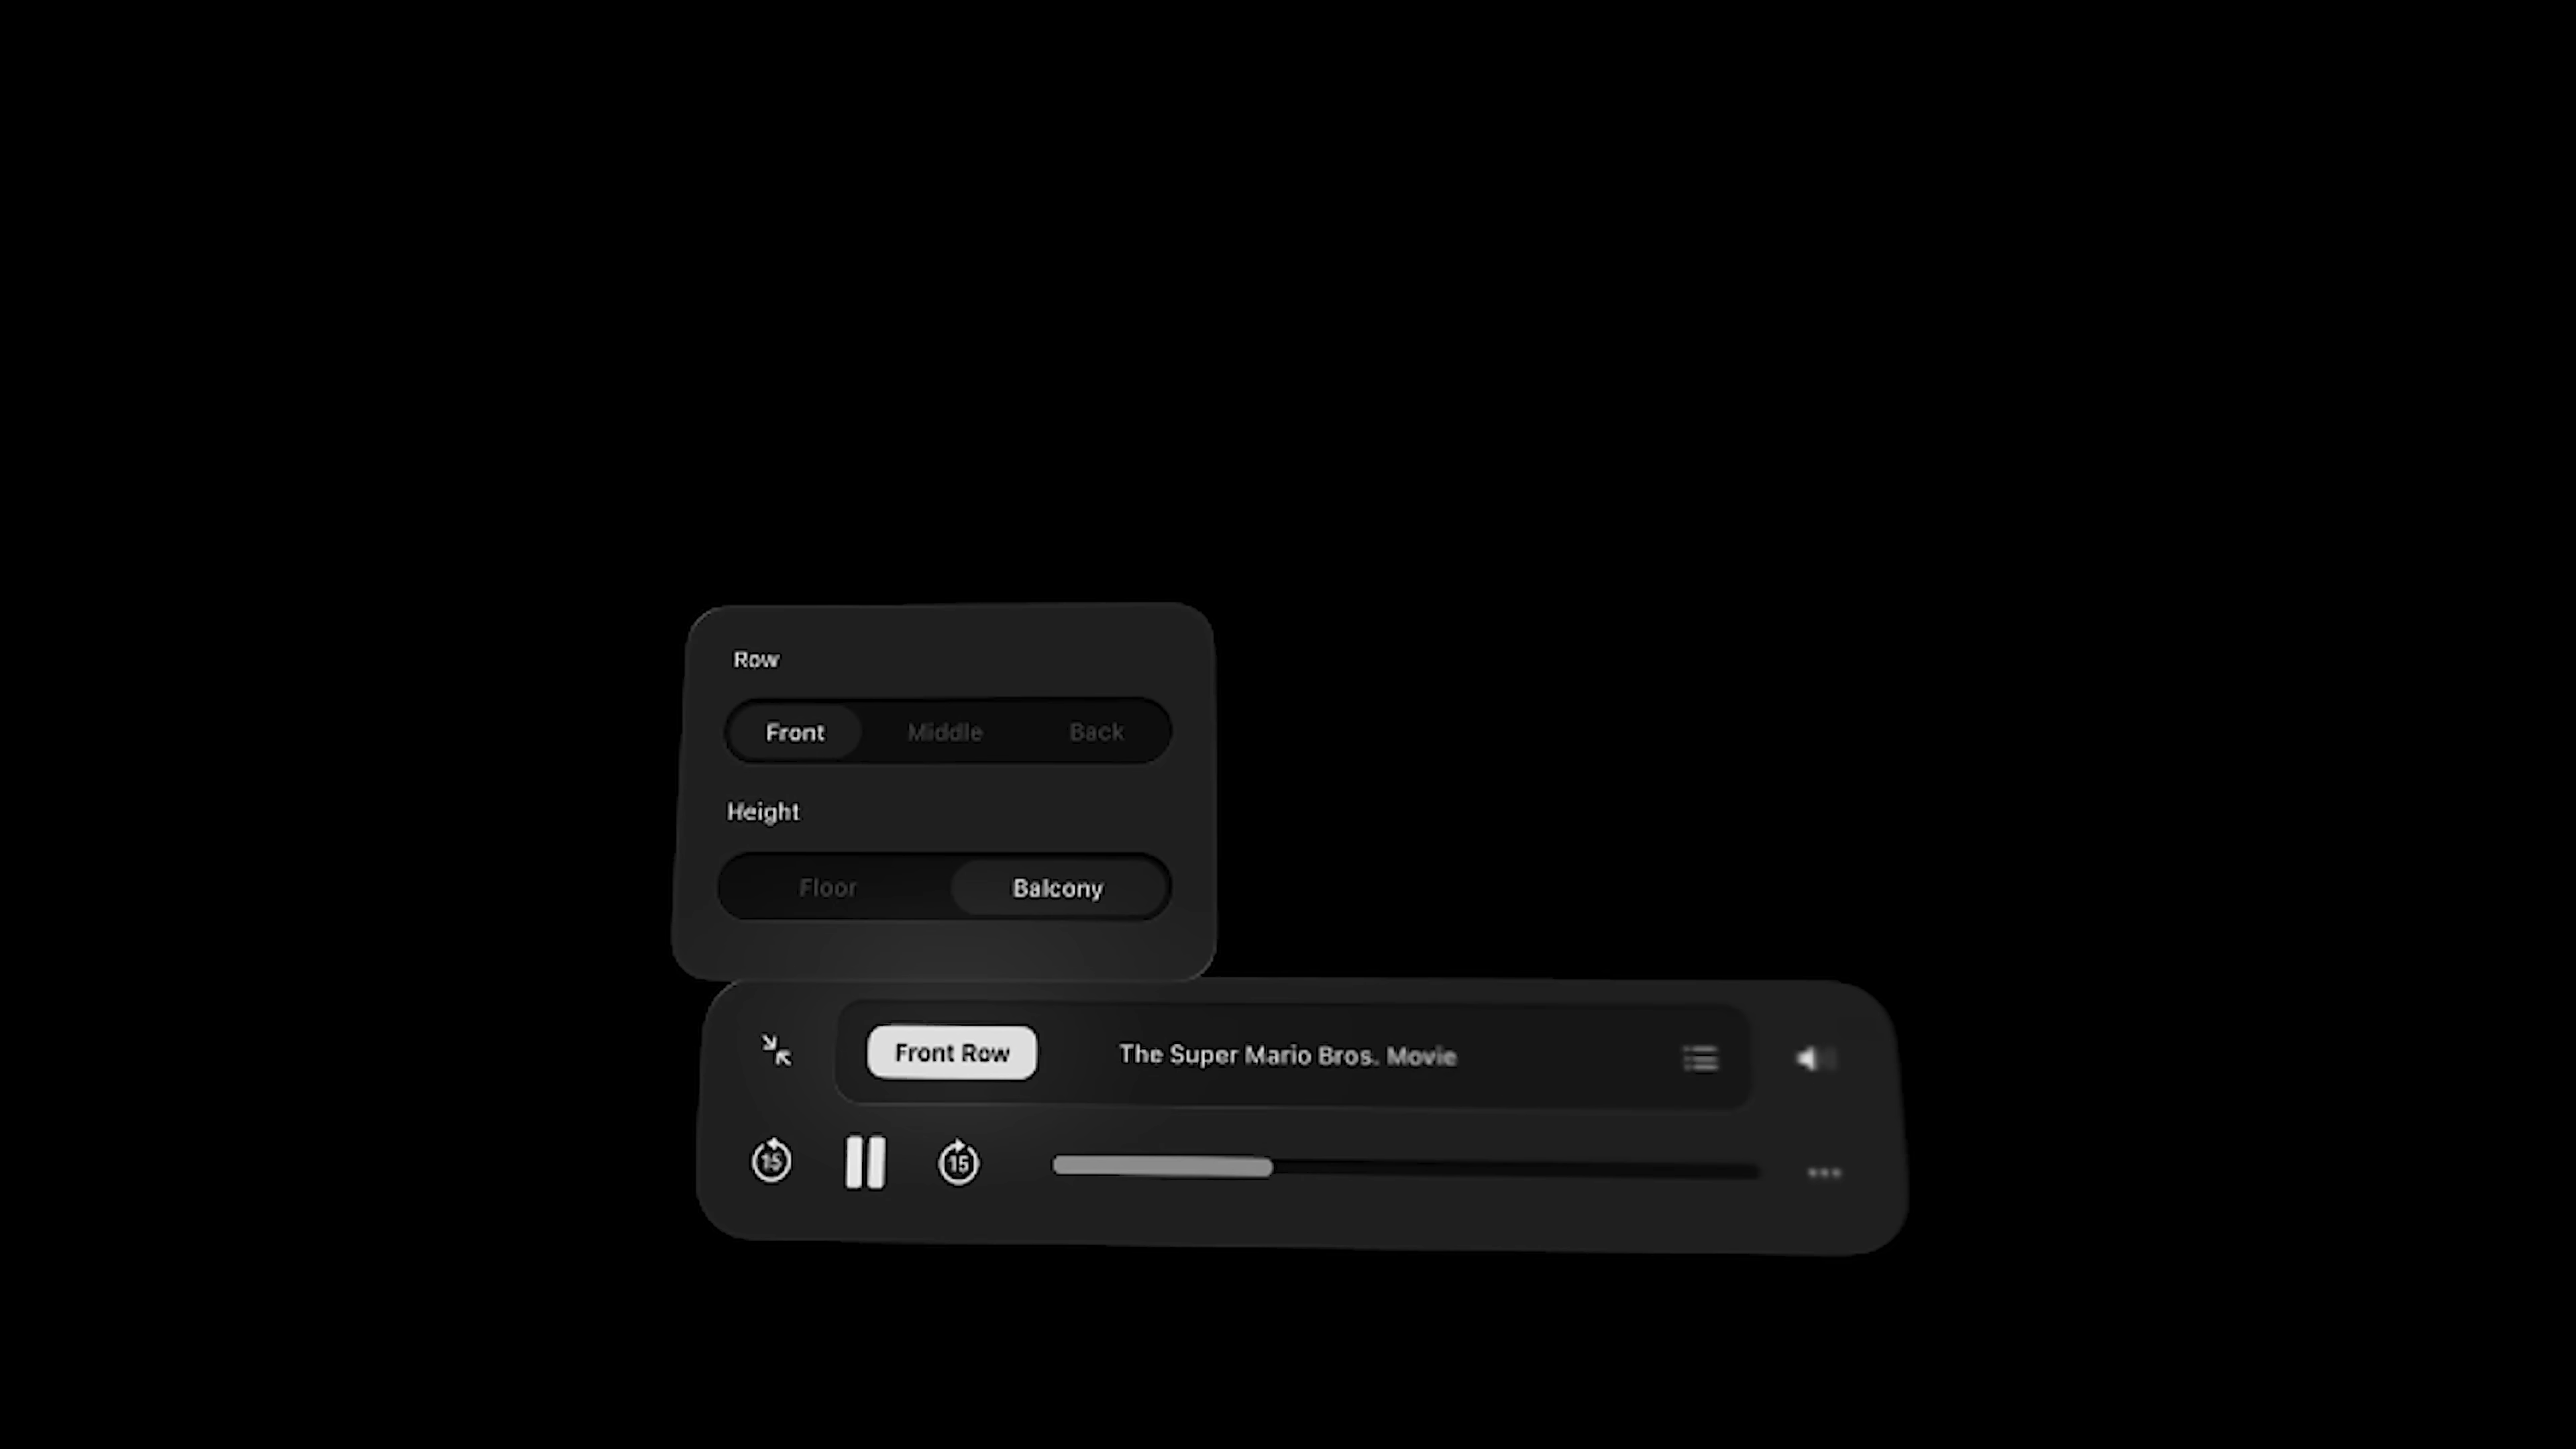 Row
Front Middle Back
Height
Floor Balcony
Front Row The Super Mario Bros. Movie
15 15